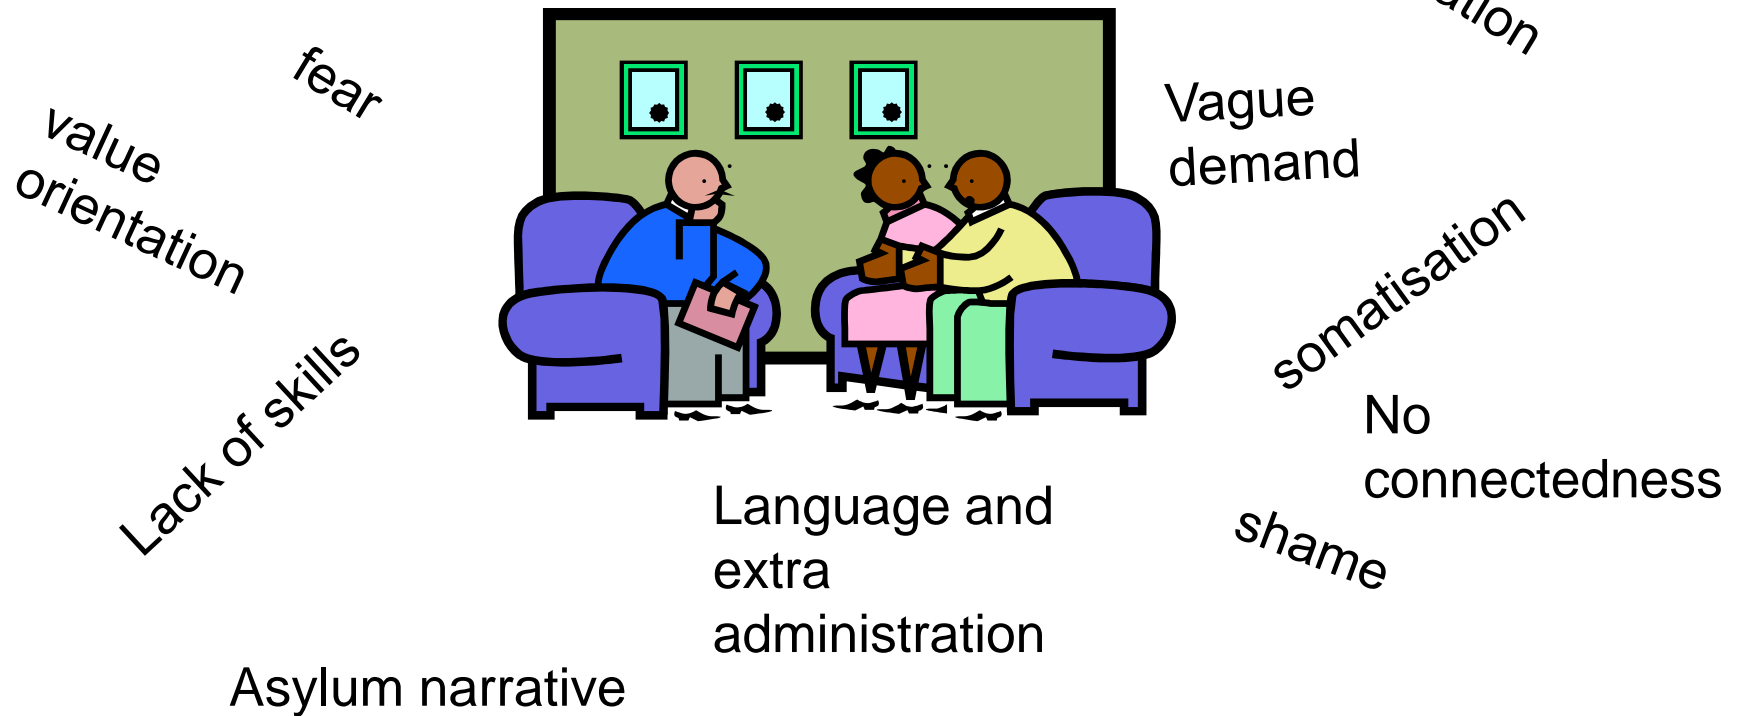 fear
value
orientation
Vague
demand
somatisation
Lack of skills
No
connectedness
Language and
extra
administration
shame
Asylum narrative